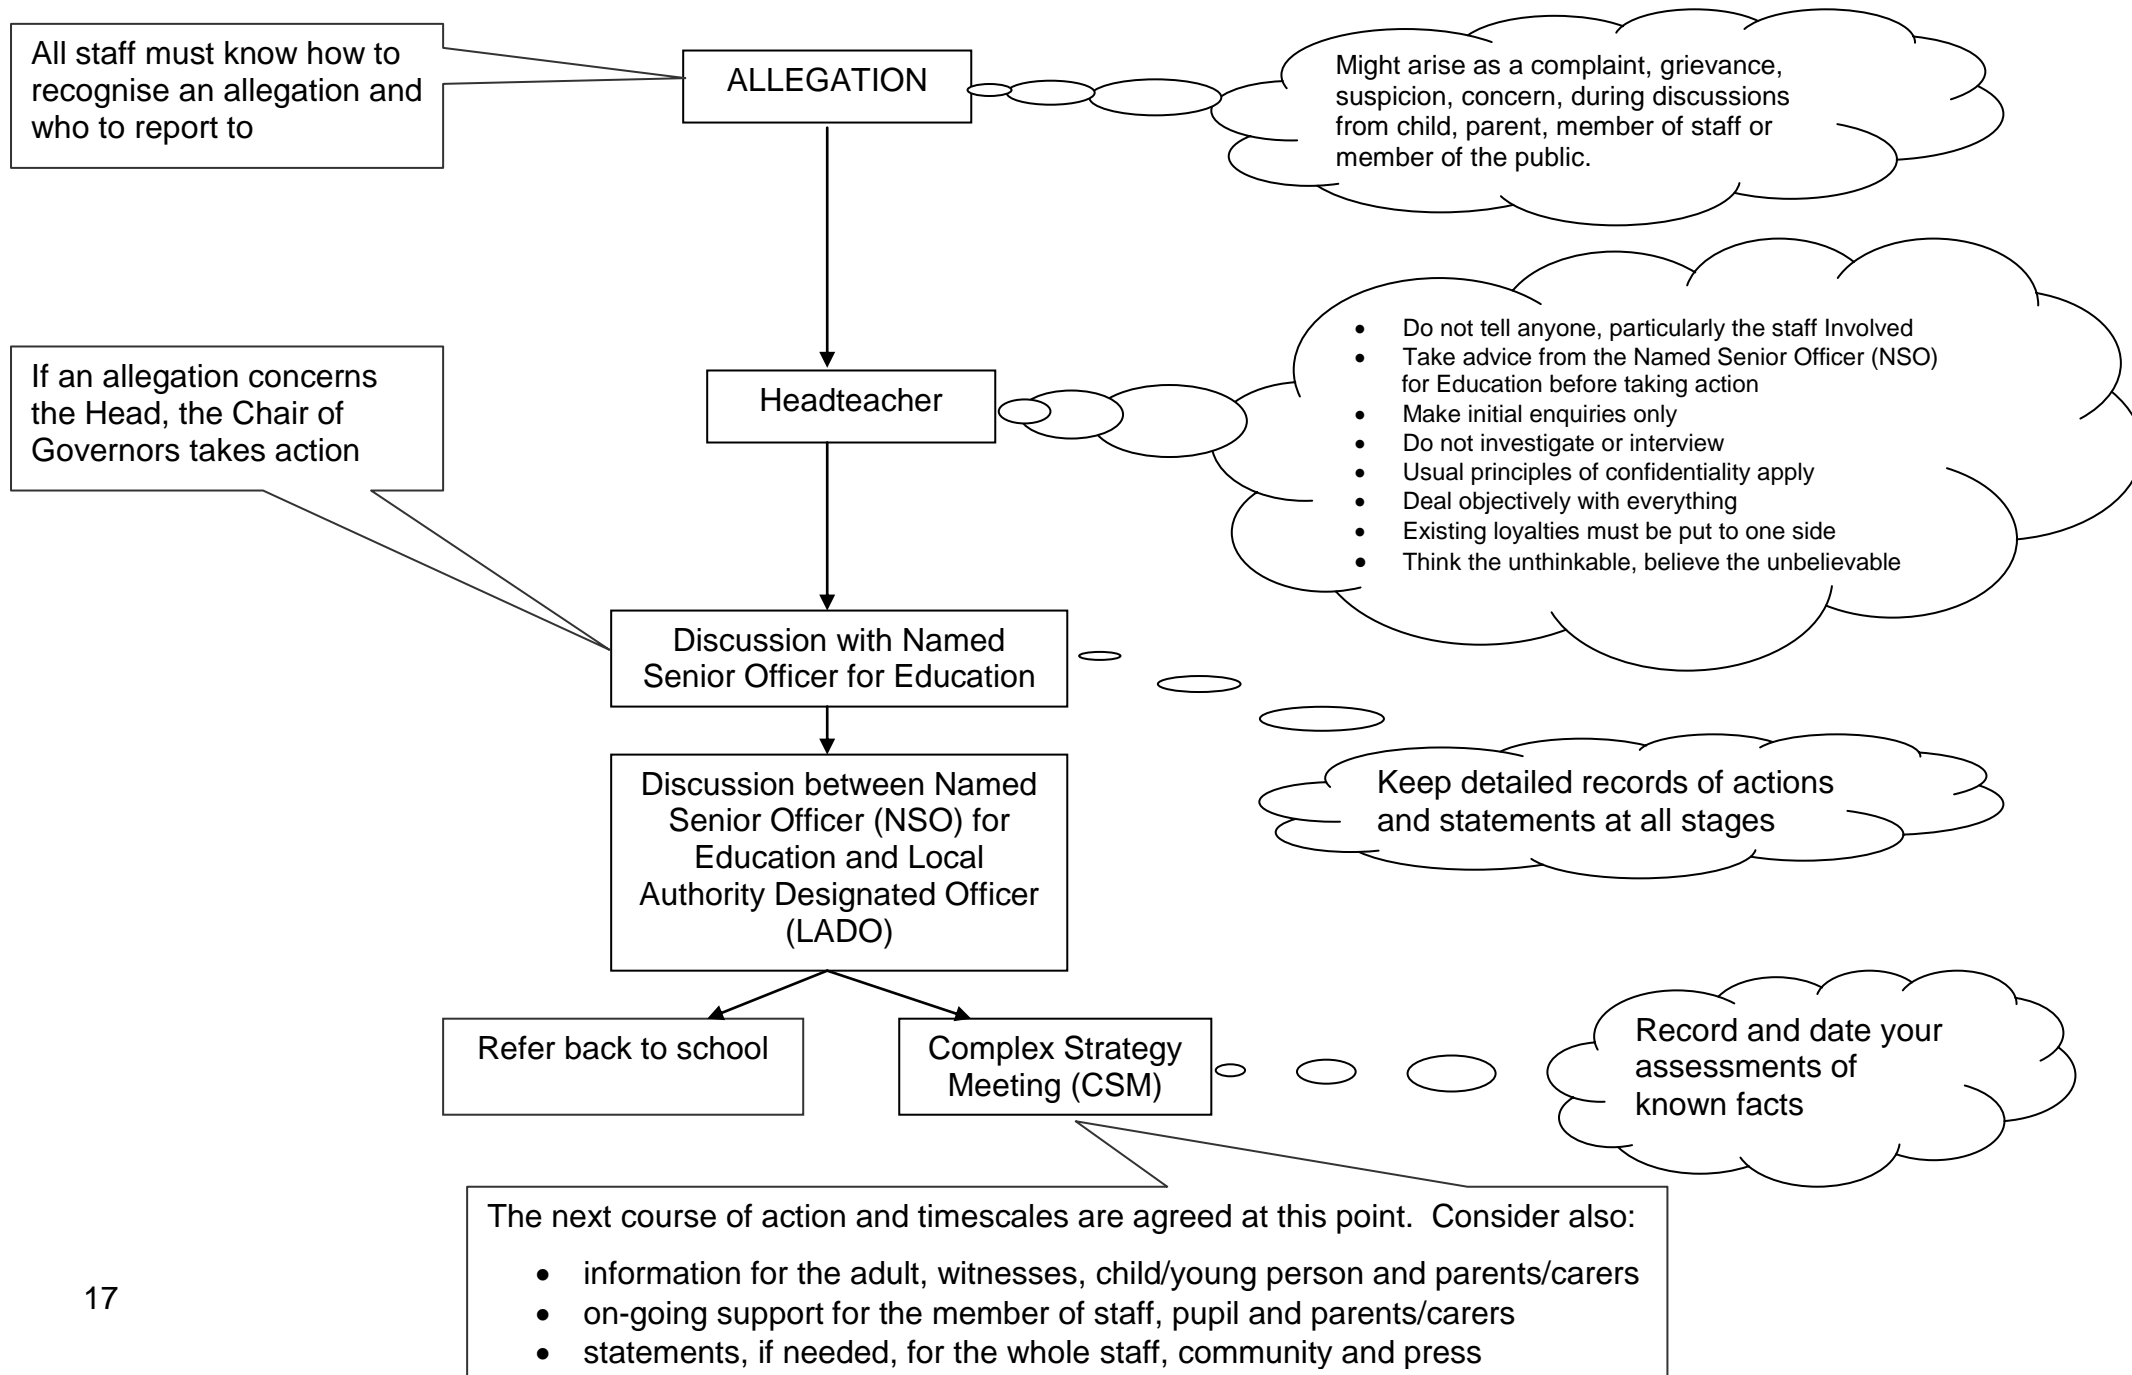 All staff must know how to
recognise an allegation and
who to report to
ALLEGATION
Might arise as a complaint, grievance,
suspicion, concern, during discussions
from child, parent, member of staff or
member of the public.
If an allegation concerns
the Head, the Chair of
Governors takes action
Headteacher
• Do not tell anyone, particularly the staff Involved
• Take advice from the Named Senior Officer (NSO)
for Education before taking action
• Make initial enquiries only
• Do not investigate or interview
• Usual principles of confidentiality apply
• Deal objectively with everything
• Existing loyalties must be put to one side
• Think the unthinkable, believe the unbelievable
Discussion with Named
Senior Officer for Education
Discussion between Named
Senior Officer (NSO) for
Education and Local
Authority Designated Officer
(LADO)
Keep detailed records of actions
and statements at all stages
Refer back to school
Complex Strategy
Meeting (CSM)
Record and date your
assessments of
known facts
The next course of action and timescales are agreed at this point.  Consider also:
• information for the adult, witnesses, child/young person and parents/carers
• on-going support for the member of staff, pupil and parents/carers
• statements, if needed, for the whole staff, community and press
17